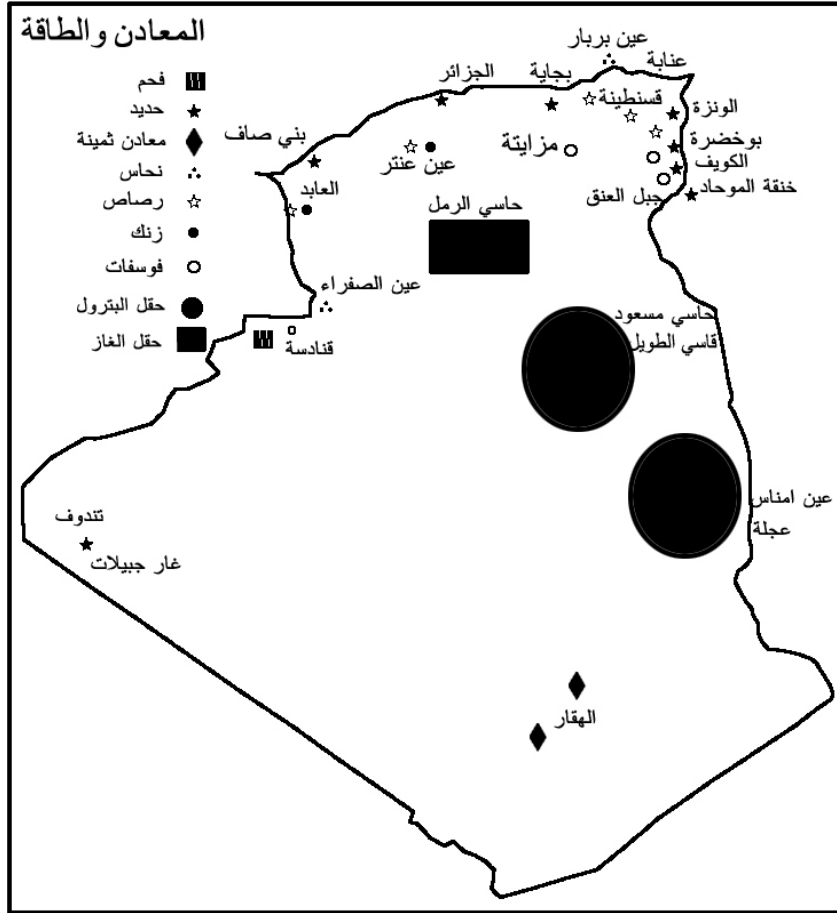 المعادن والطاقة
فحم
حديد
معادن ثمينة
نحاس
رصاص
زنك
فوسفات
حقل البترول
حقل الغاز
عين بربار
عنابة
الجزائر
بجاية
قسنطينة
الونزة
بوخضرة
الكويف
خنقة الموحاد
جبل العنق
مزايتة
بني صاف
عين عنتر
العابد
حاسي الرمل
عين الصفراء
قنادسة
حاسي مسعود
قاسي الطويل
عين امناس
عجلة
تندوف
غار جبيلات
الهقار